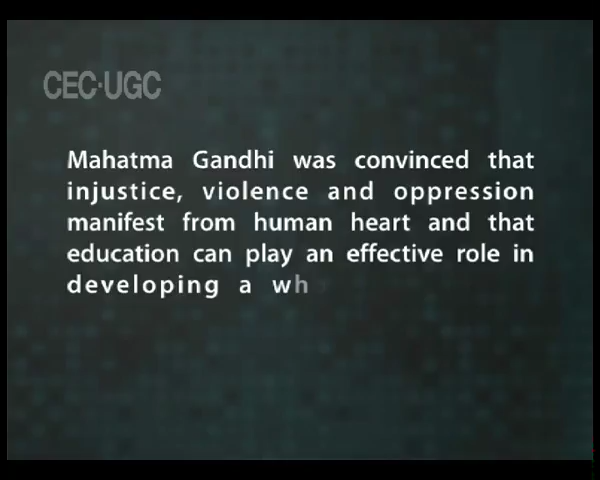 CEC-UGC
Mahatma Gandhi was convinced that
injustice, violence and oppression
manifest from human heart and that
education can play an effective role in
developing a wh